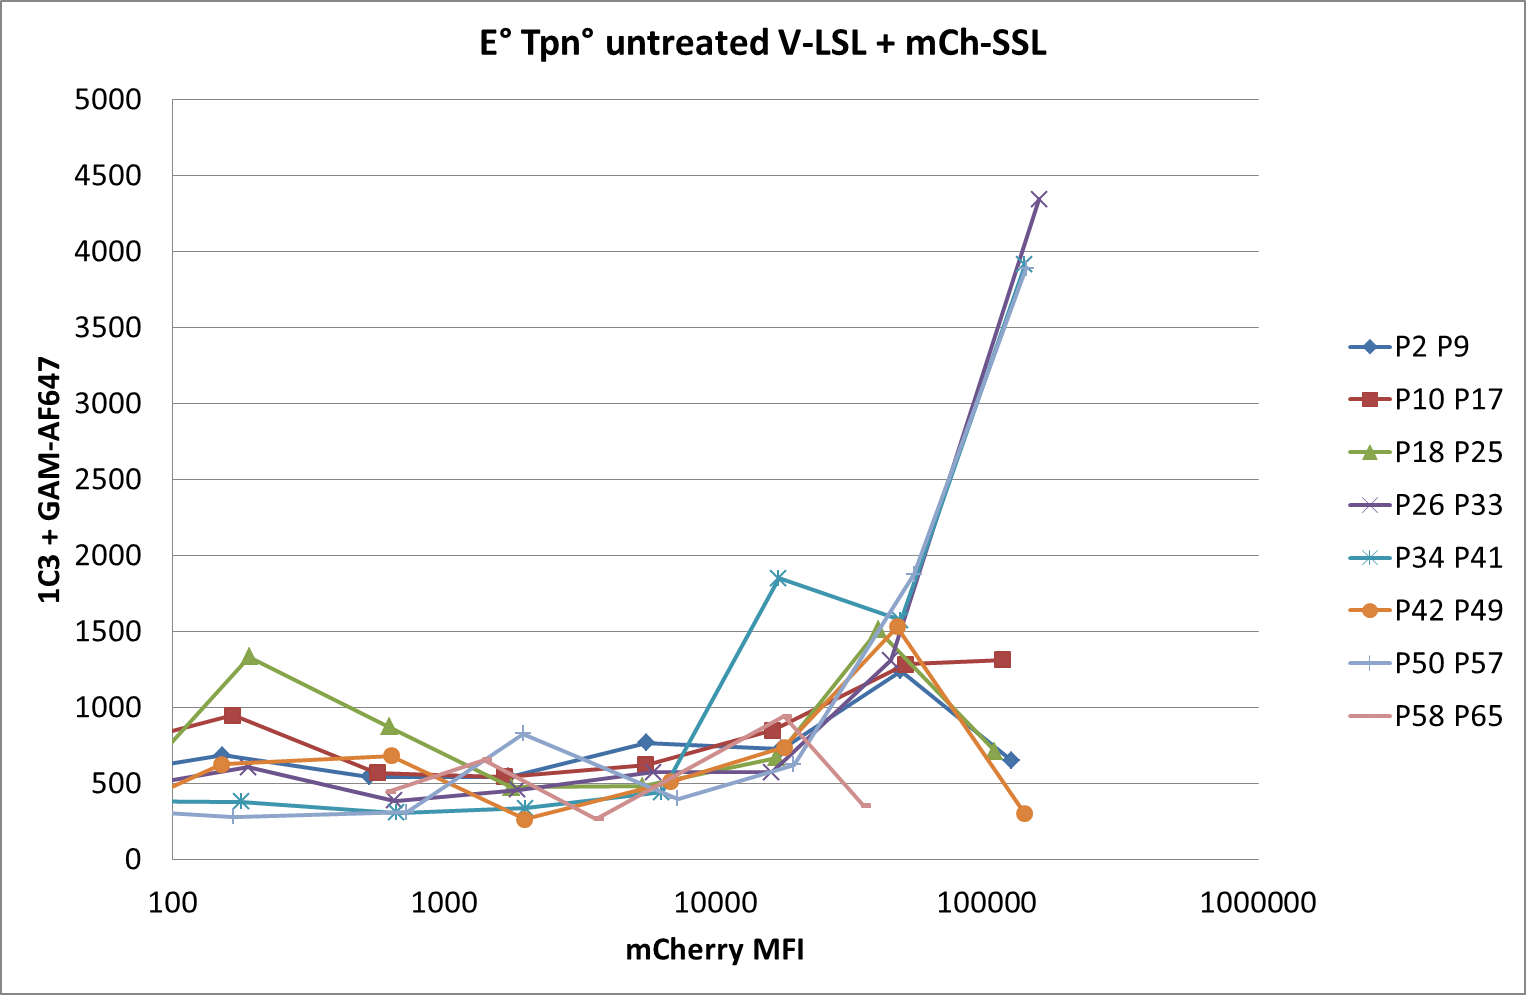 E° Tpn° untreated V-LSL + mCh-SSL
5000
4500
4000
3500
3000
2500
2000
1500
1000
500
0
1C3 + GAM-AF647
100 1000 10000 100000 1000000
mCherry MFI
P2 P9
P10 P17
P18 P25
P26 P33
P34 P41
P42 P49
P50 P57
P58 P65